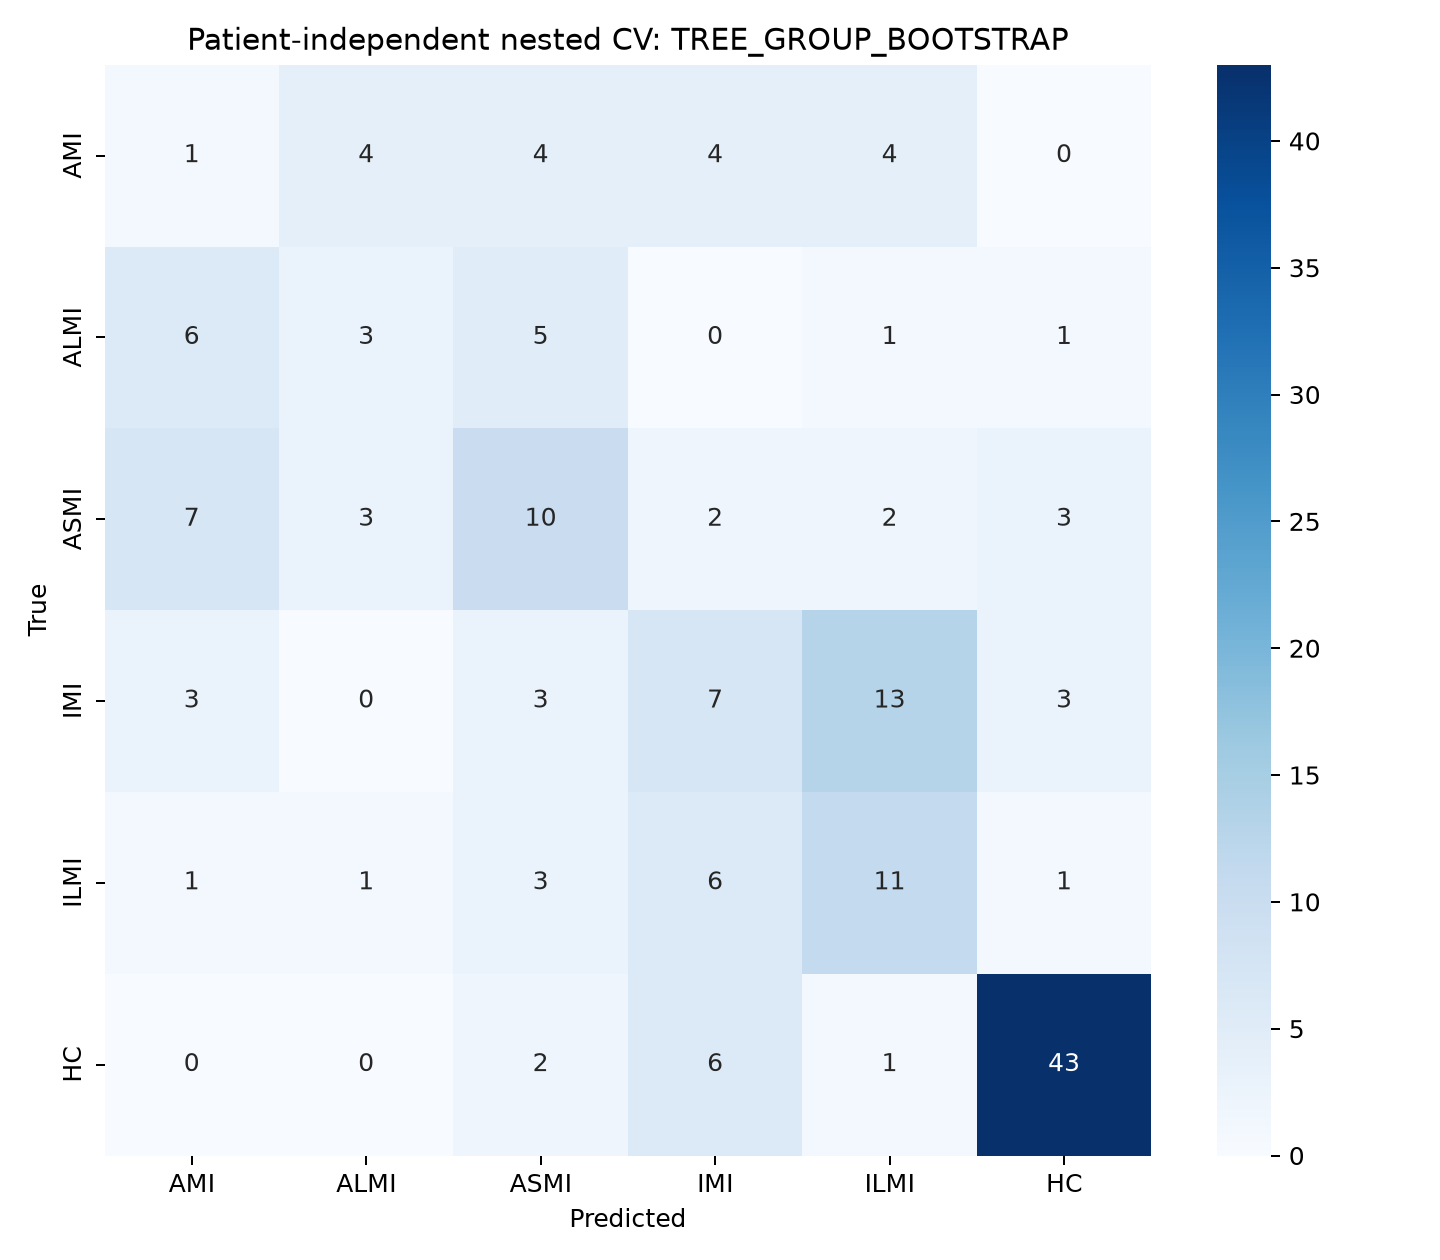 Patient-independent nested CV: TREE_GROUP_BOOTSTRAP
AMI 1 4 4 4 4 0
ALMI 6 3 5 0 1 1
ASMI 7 3 10 2 2 3
IMI 3 0 3 7 13 3
ILMI 1 1 3 6 11 1
HC 0 0 2 6 1 43
True
AMI ALMI ASMI IMI ILMI HC
Predicted
40
35
30
25
20
15
10
5
0